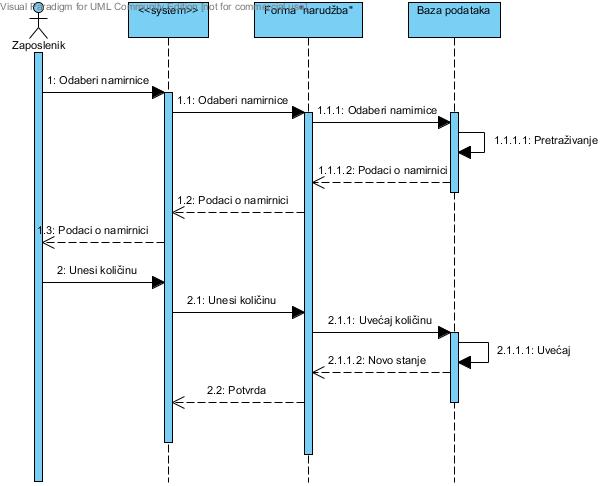 Visual Paradigm for UML Community Edition [not for commercial use]
<<system>>
Forma "narudžba"
Baza podataka
Zaposlenik
1: Odaberi namirnice
1.1: Odaberi namirnice
1.1.1: Odaberi namirnice
1.1.1.1: Pretraživanje
1.1.1.2: Podaci o namirnici
1.2: Podaci o namirnici
1.3: Podaci o namirnici
2: Unesi količinu
2.1: Unesi količinu
2.1.1: Uvećaj količinu
2.1.1.1: Uvećaj
2.1.1.2: Novo stanje
2.2: Potvrda